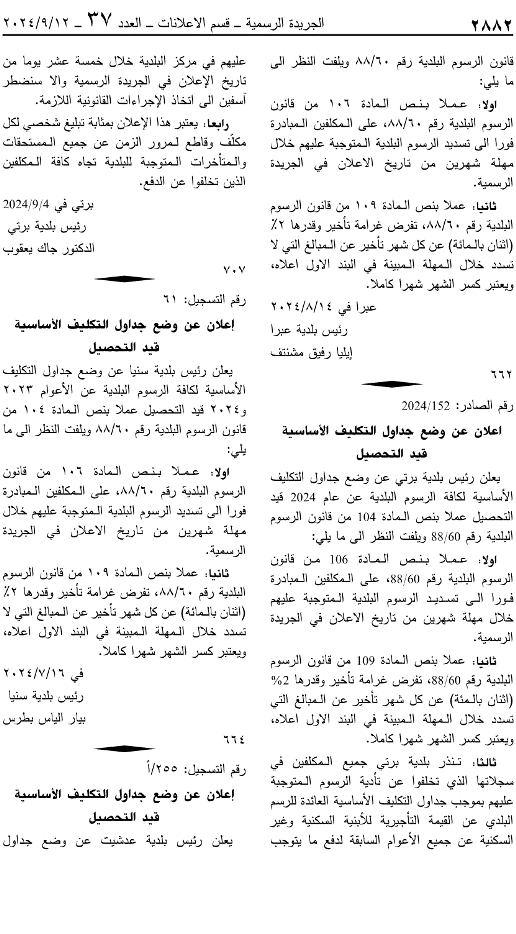 ٢٨٨٢
الجريدة الرسمية ــ قسم الاعلانات ــ العدد ٣٧ ــ ٢٠٢٤/٩/١٢
قانون الرسوم البلدية رقم ٨٨/٦٠ ويلفت النظر الى
ما يلي:
اولا: عـمـلا بـنـص الـمادة ١٠٦ من قانون
الرسوم البلدية رقم ٨٨/٦٠، على المكلفين المبادرة
فورا الى تسديد الرسوم البلدية المتوجبة عليهم خلال
مهلة شهرين من تاريخ الاعلان في الجريدة
الرسمية.
ثانيا: عملا بنص المادة ١٠٩ من قانون الرسوم
البلدية رقم ٨٨/٦٠، تفرض غرامة تأخير وقدرها ٢٪
(اثنان بالمائة) عن كل شهر تأخير عن المبالغ التي لا
تسدد خلال المهلة المبينة في البند الاول اعلاه،
ويعتبر كسر الشهر شهرا كاملا.
عبرا في ٢٠٢٤/٨/١٤
رئيس بلدية عبرا
إيليا رفيق مشنتف
٦٦٢
رقم الصادر: 2024/152
اعلان عن وضع جداول التكليف الأساسية
قيد التحصيل
يعلن رئيس بلدية برتي عن وضع جداول التكليف
الأساسية لكافة الرسوم البلدية عن عام 2024 قيد
التحصيل عملا بنص المادة 104 من قانون الرسوم
البلدية رقم 88/60 ويلفت النظر الى ما يلي:
اولا: عـمـلا بـنـص الـمادة 106 من قانون
الرسوم البلدية رقم 88/60، على المكلفين المبادرة
فـورا الى تسـديـد الرسوم البلدية المتوجبة عليهم
خلال مهلة شهرين من تاريخ الاعلان في الجريدة
الرسمية.
ثانيا: عملا بنص المادة 109 من قانون الرسوم
البلدية رقم 88/60، تفرض غرامة تأخير وقدرها 2%
(اثنان بالمئة) عن كل شهر تأخير عن المبالغ التي
تسدد خلال المهلة المبينة في البند الاول اعلاه،
ويعتبر كسر الشهر شهرا كاملا.
ثالثا: تـنذر بلدية برتي جميع المكلفين في
سجلاتها الذي تخلفوا عن تأدية الرسوم المتوجبة
عليهم بموجب جداول التكليف الأساسية العائدة للرسم
البلدي عن القيمة التأجيرية للأبنية السكنية وغير
السكنية عن جميع الأعوام السابقة لدفع ما يتوجب
عليهم في مركز البلدية خلال خمسة عشر يوما من
تاريخ الإعلان في الجريدة الرسمية والا سنضطر
آسفين الى اتخاذ الإجراءات القانونية اللازمة.
رابعا: يعتبر هذا الإعلان بمثابة تبليغ شخصي لكل
مكلّف وقاطع لمرور الزمن عن جميع المستحقات
والـمتأخرات المتوجبة للبلدية تجاه كافة المكلفين
الذين تخلفوا عن الدفع.
برتي في 2024/9/4
رئيس بلدية برتي
الدكتور جاك يعقوب
٧٠٧
رقم التسجيل: ٦١
إعلان عن وضع جداول التكليف الأساسية
قيد التحصيل
يعلن رئيس بلدية سنيا عن وضع جداول التكليف
الأساسية لكافة الرسوم البلدية عن الأعوام ٢٠٢٣
و٢٠٢٤ قيد التحصيل عملا بنص المادة ١٠٤ من
قانون الرسوم البلدية رقم ٨٨/٦٠ ويلفت النظر الى ما
يلي:
اولا: عـمـلا بـنـص الـمادة ١٠٦ من قانون
الرسوم البلدية رقم ٨٨/٦٠، على المكلفين المبادرة
فورا الى تسديد الرسوم البلدية المتوجبة عليهم خلال
مهلة شهرين من تاريخ الاعلان في الجريدة
الرسمية.
ثانيا: عملا بنص المادة ١٠٩ من قانون الرسوم
البلدية رقم ٨٨/٦٠، تفرض غرامة تأخير وقدرها ٢٪
(اثنان بالمائة) عن كل شهر تأخير عن المبالغ التي لا
تسدد خلال المهلة المبينة في البند الاول اعلاه،
ويعتبر كسر الشهر شهرا كاملا.
في ٢٠٢٤/٧/١٦
رئيس بلدية سنيا
بيار الياس بطرس
٦٦٤
رقم التسجيل: ٢٥٥/أ
إعلان عن وضع جداول التكليف الأساسية
قيد التحصيل
يعلن رئيس بلدية عدشيت عن وضع جداول